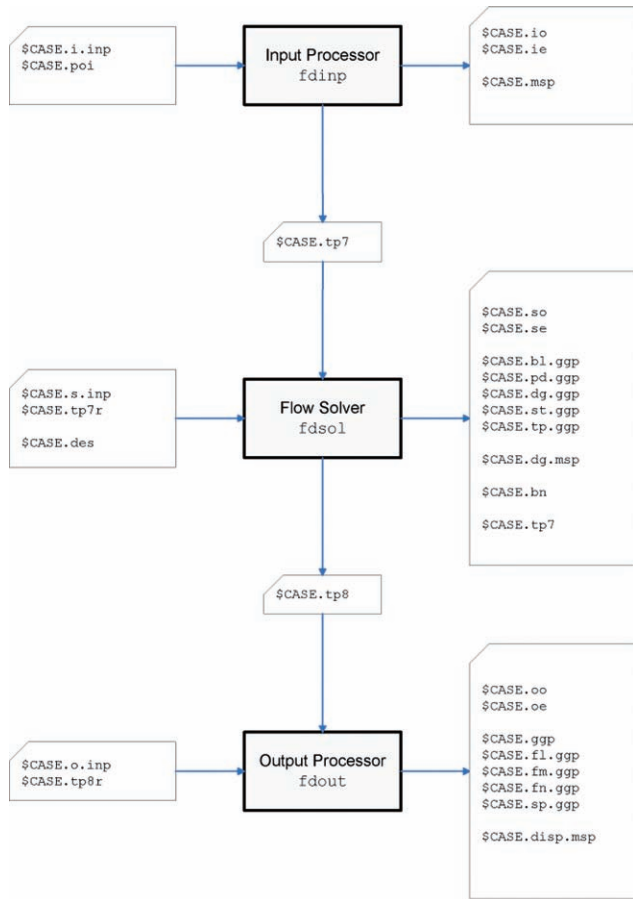 $CASE.i.inp
$CASE.poi
Input Processor
fdinp
$CASE.io
$CASE.ie
$CASE.msp
$CASE.tp7
$CASE.s.inp
$CASE.tp7r
$CASE.des
Flow Solver
fdsol
$CASE.so
$CASE.se
$CASE.bl.ggp
$CASE.pd.ggp
$CASE.dg.ggp
$CASE.st.ggp
$CASE.tp.ggp
$CASE.dg.msp
$CASE.bn
$CASE.tp7
$CASE.tp8
$CASE.o.inp
$CASE.tp8r
Output Processor
fdout
$CASE.oo
$CASE.oe
$CASE.ggp
$CASE.fl.ggp
$CASE.fm.ggp
$CASE.fn.ggp
$CASE.sp.ggp
$CASE.disp.msp